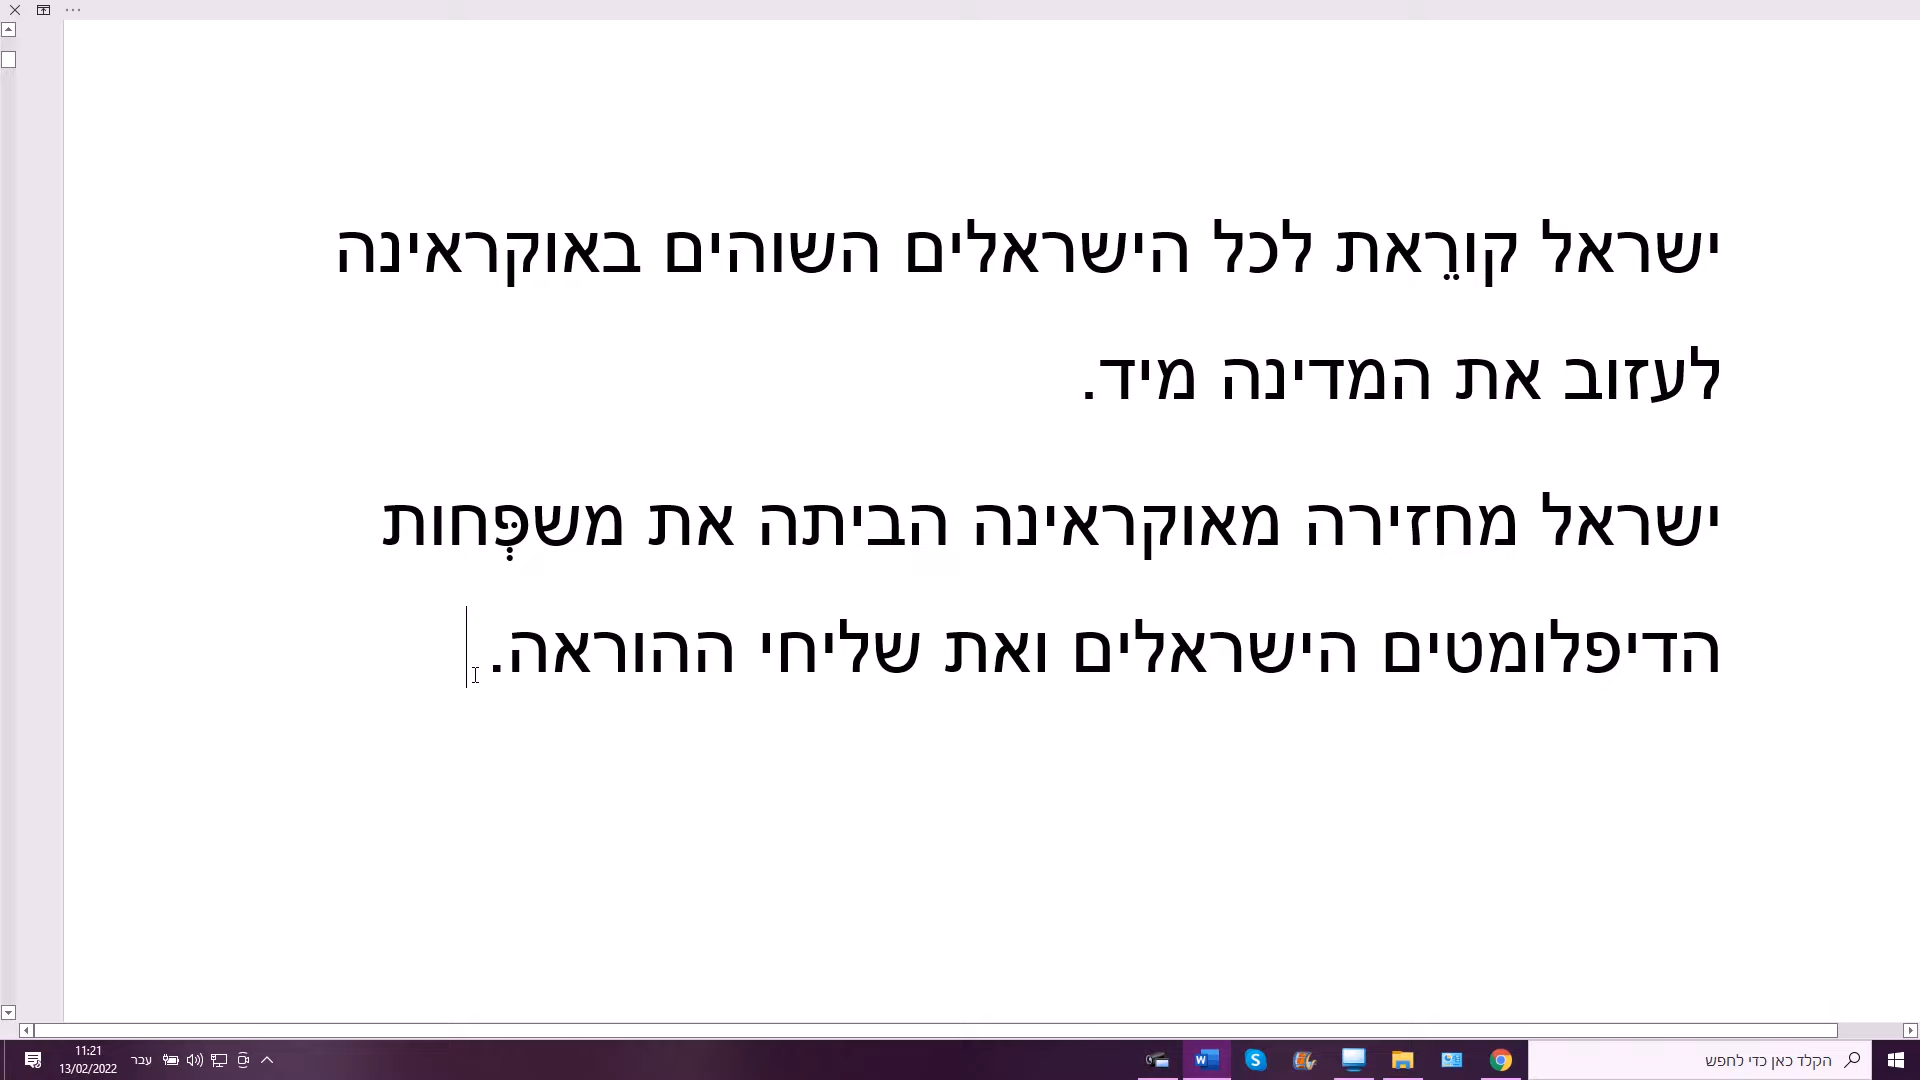 ישראל קורֵאת לכל הישראלים השוהים באוקראינה
לעזוב את המדינה מיד.
ישראל מחזירה מאוקראינה הביתה את משפְּחות
הדיפלומטים הישראלים ואת שליחי ההוראה.
הקלד כאן כדי לחפש
עבר
11:21
13/02/2022